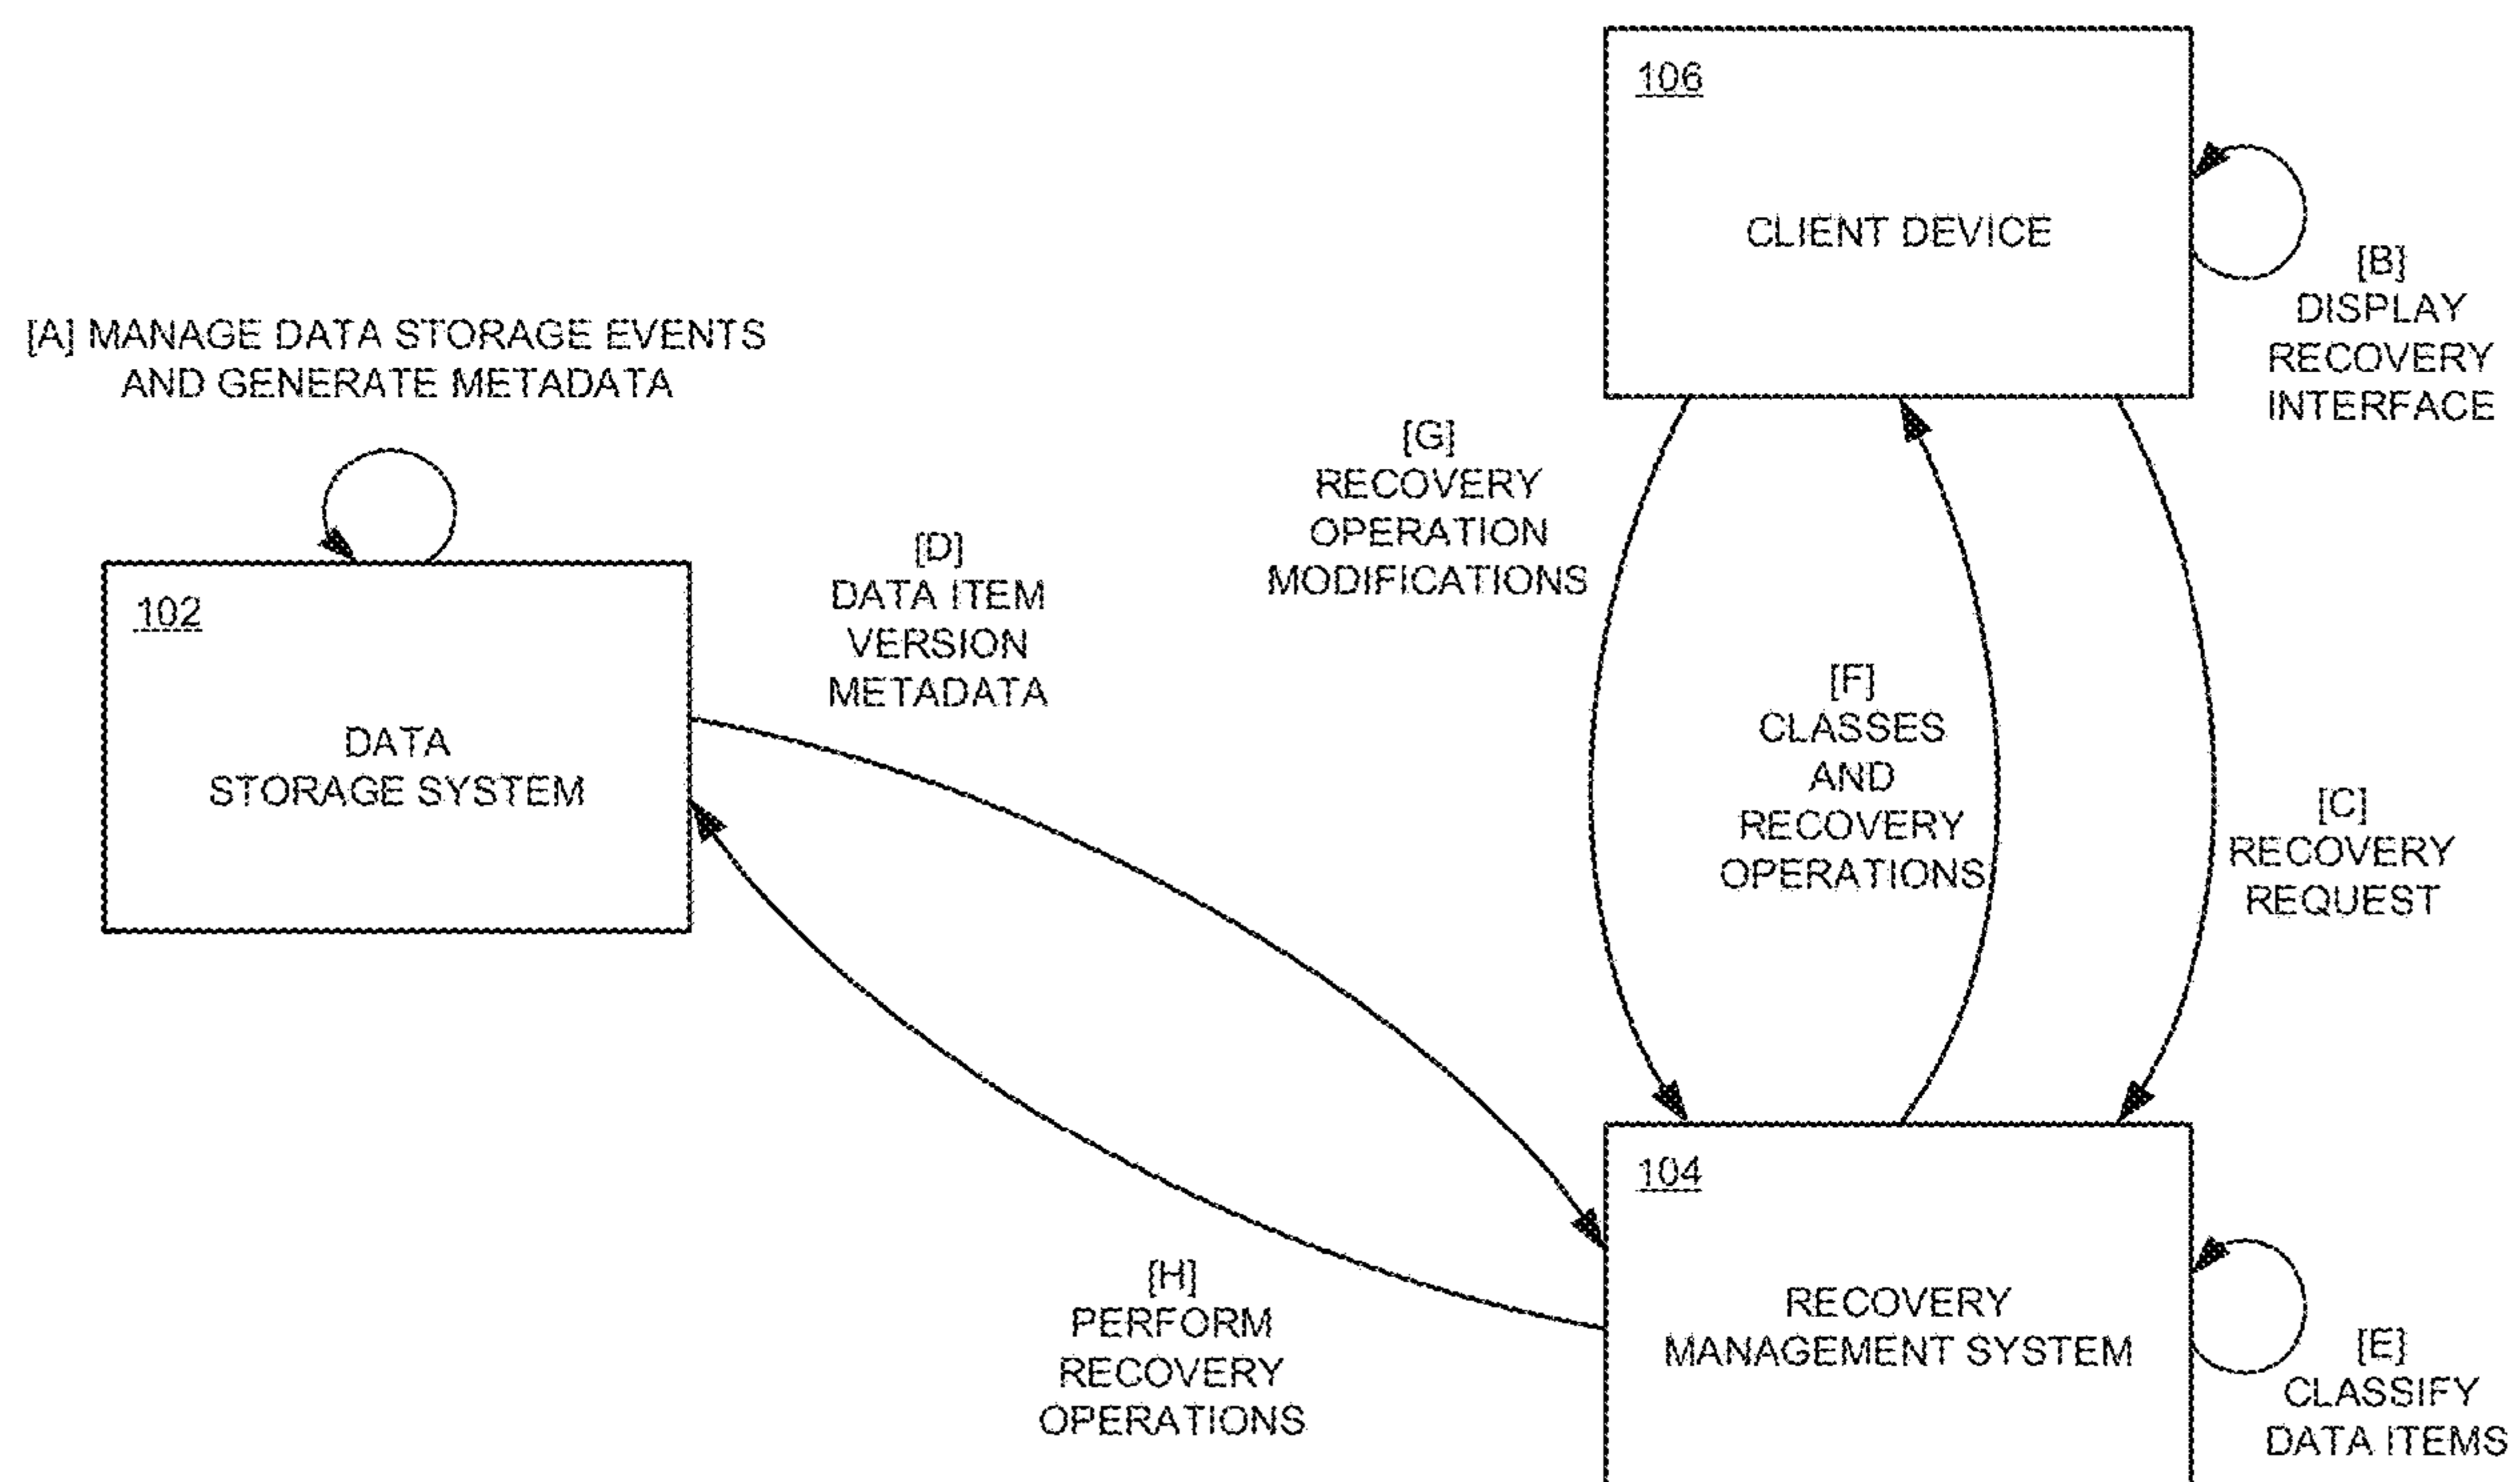 106
CLIENT DEVICE
[B]
DISPLAY
RECOVERY
INTERFACE
[A] MANAGE DATA STORAGE EVENTS
AND GENERATE METADATA
[G]
RECOVERY
OPERATION
MODIFICATIONS
[D]
DATA ITEM
VERSION
METADATA
102
DATA
STORAGE SYSTEM
[F]
CLASSES
AND
RECOVERY
OPERATIONS
[C]
RECOVERY
REQUEST
104
RECOVERY
MANAGEMENT SYSTEM
[H]
PERFORM
RECOVERY
OPERATIONS
[E]
CLASSIFY
DATA ITEMS